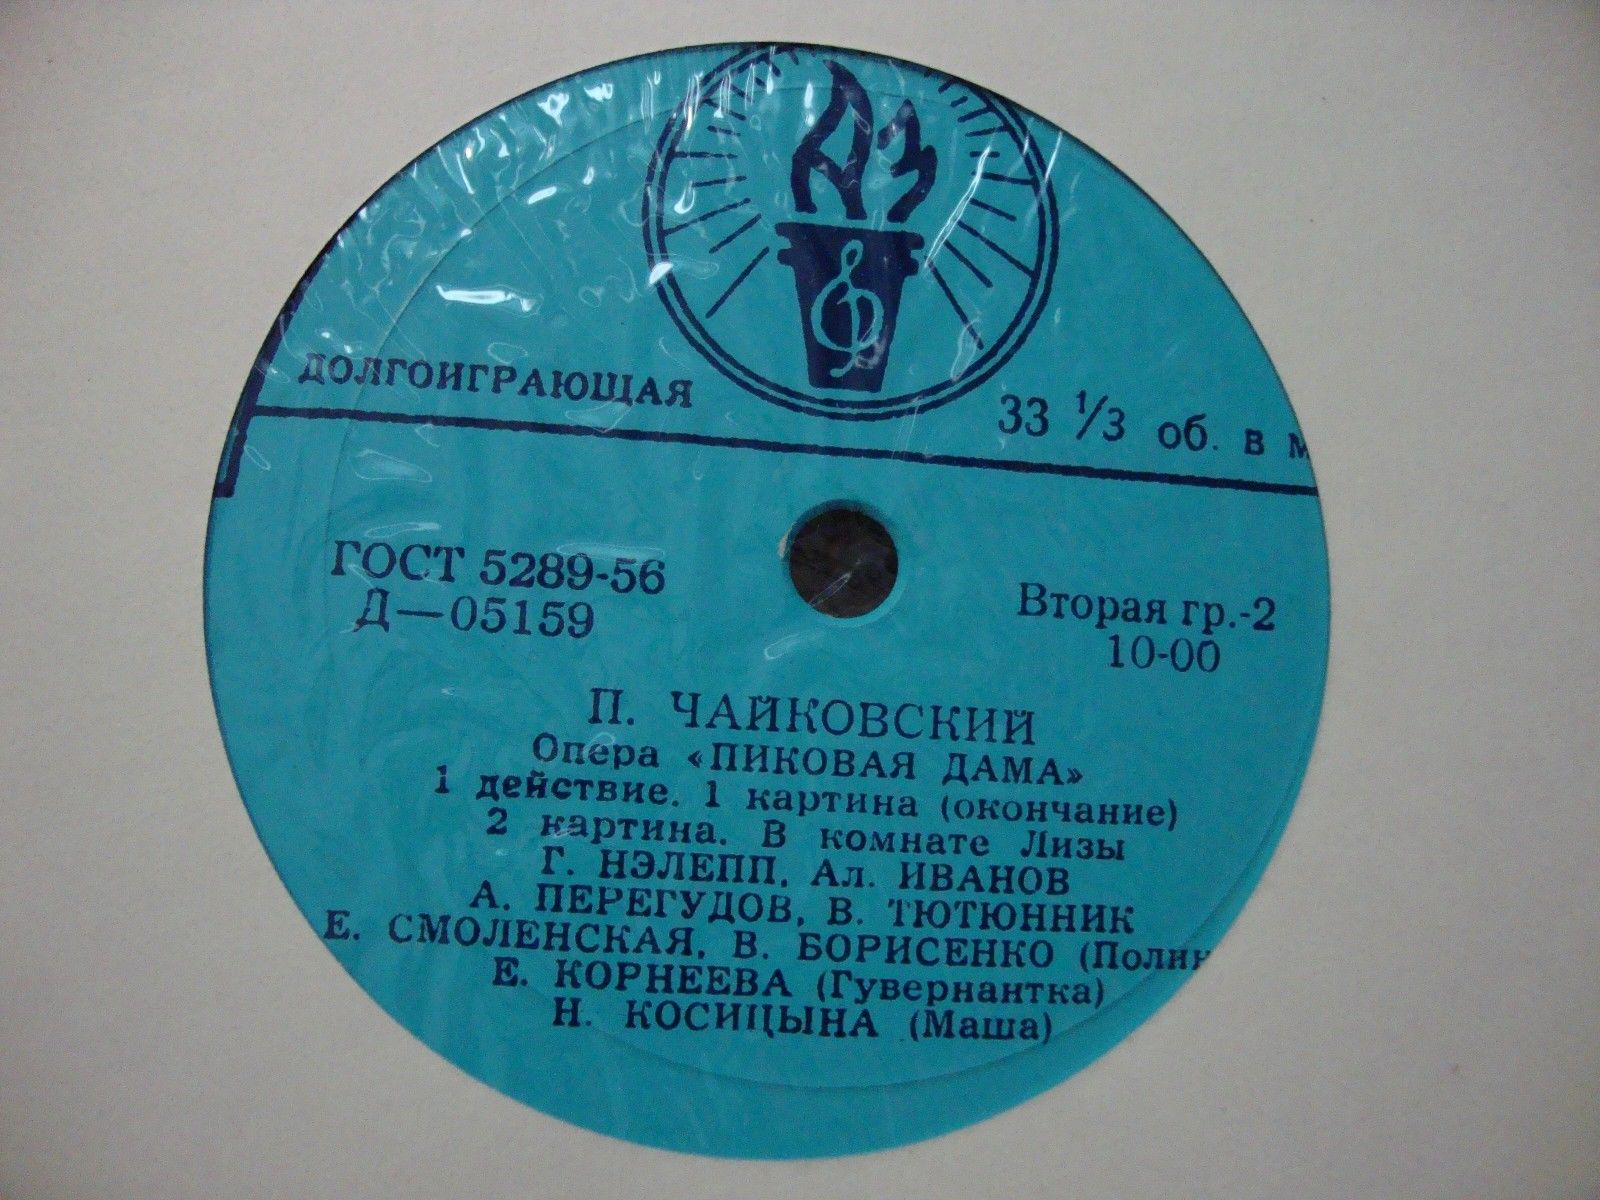 ДОЛГОИГРАЮЩАЯ
33 1/3 об. в м
ГОСТ 5289-56
Д—05159
Вторая гр.-2
10-00
П. ЧАЙКОВСКИЙ
Опера «ПИКОВАЯ ДАМА»
1 действие. 1 картина (окончание)
2 картина. В комнате Лизы
Г. НЭЛЕПП, Ал. ИВАНОВ
А. ПЕРЕГУДОВ, В. ТЮТЮННИК
Е. СМОЛЕНСКАЯ, В. БОРИСЕНКО (Полин
Е. КОРНЕЕВА (Гувернантка)
Н. КОСИЦЫНА (Маша)